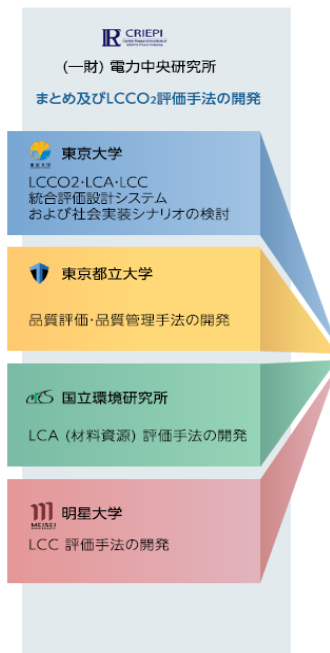 CRIEPI
(一財) 電力中央研究所
まとめ及びLCCO₂評価手法の開発
東京大学
LCCO2・LCA・LCC
統合評価設計システム
および社会実装シナリオの検討
東京都立大学
品質評価・品質管理手法の開発
国立環境研究所
LCA (材料資源) 評価手法の開発
MEISEI
明星大学
LCC 評価手法の開発